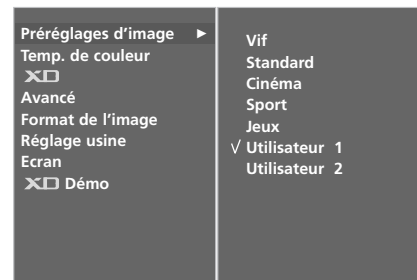 Préréglages d'image ►
Temp. de couleur
XD
Avancé
Format de l'image
Réglage usine
Ecran
XD Démo
Vif
Standard
Cinéma
Sport
Jeux
√ Utilisateur 1
Utilisateur 2